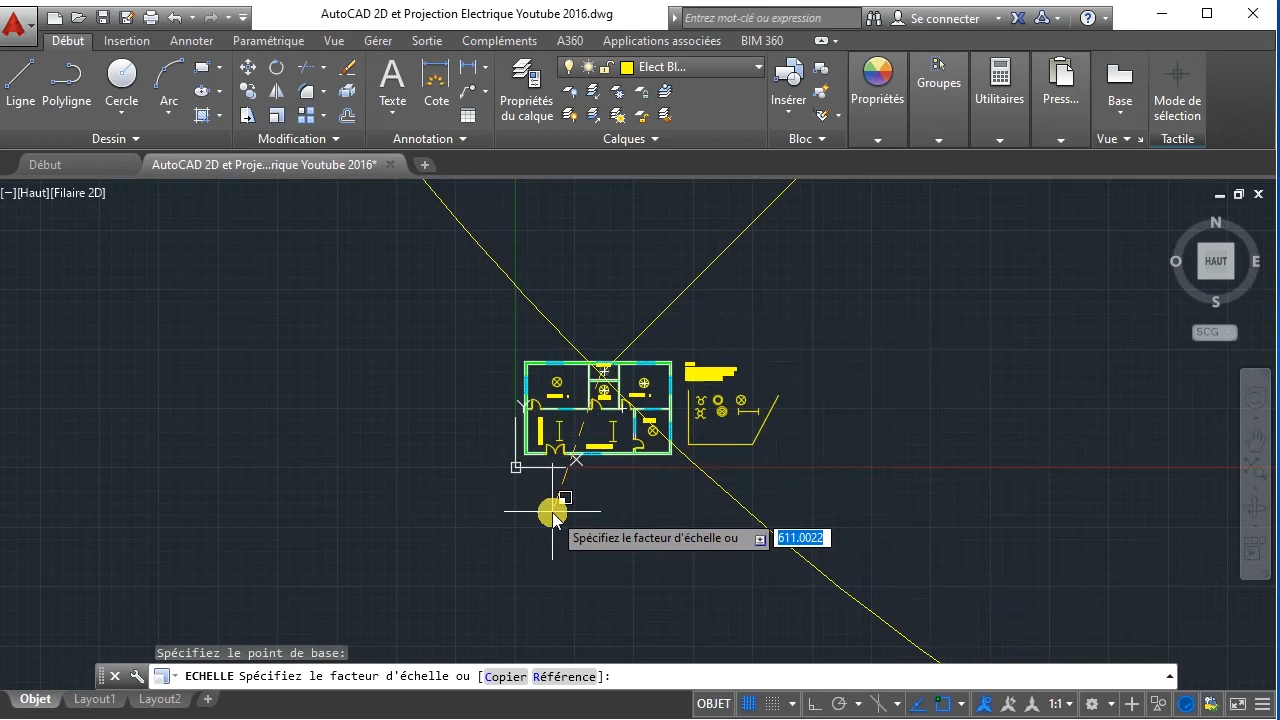 AutoCAD 2D et Projection Electrique Youtube 2016.dwg
Entrez mot-clé ou expression
Se connecter
Début Insertion Annoter Paramétrique Vue Gérer Sortie Compléments A360 Applications associées BIM 360
Elect Bl...
Ligne Polyligne Cercle Arc
Texte Cote
Propriétés
du calque
Insérer
Propriétés
Groupes
Utilitaires
Press...
Base
Mode de
sélection
Dessin Modification Annotation Calques Bloc Vue Tactile
Début
AutoCAD 2D et Proje...rique Youtube 2016*
[−][Haut][Filaire 2D]
N
O HAUT E
S
SCG
Y
X
Spécifiez le facteur d'échelle ou 611.0022
Spécifiez le point de base:
ECHELLE Spécifiez le facteur d'échelle ou [Copier Référence]:
Objet Layout1 Layout2 +
OBJET 1:1